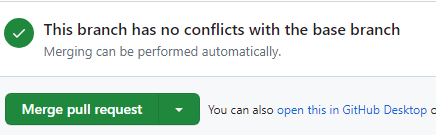 This branch has no conflicts with the base branch
Merging can be performed automatically.
Merge pull request You can also open this in GitHub Desktop